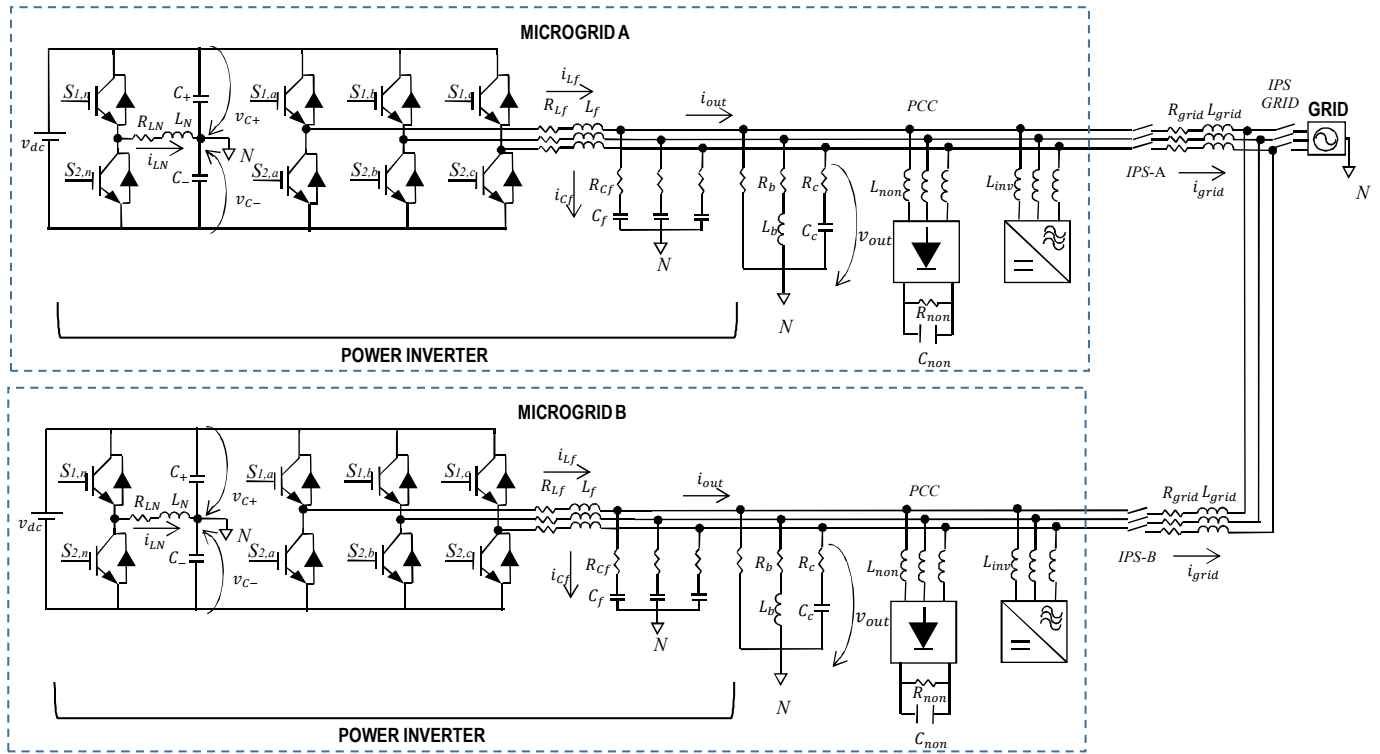 MICROGRID A
S1,n
S1,a
S1,b
S1,c
C+
RLN LN
vC+
vdc
iLN
N
S2,n
C−
vC−
S2,a
S2,b
S2,c
iLf
RLf Lf
iout
PCC
RCf
iCf
Cf
N
Rb
Rc
Lb
Cc
vout
N
Lnon
Rnon
Cnon
Linv
IPS-A
Rgrid Lgrid
igrid
IPS
GRID
GRID
N
POWER INVERTER
MICROGRID B
S1,n
S1,a
S1,b
S1,c
C+
RLN LN
vC+
vdc
iLN
N
S2,n
C−
vC−
S2,a
S2,b
S2,c
iLf
RLf Lf
iout
PCC
RCf
iCf
Cf
N
Rb
Rc
Lb
Cc
vout
N
Lnon
Rnon
Cnon
Linv
IPS-B
Rgrid Lgrid
igrid
POWER INVERTER